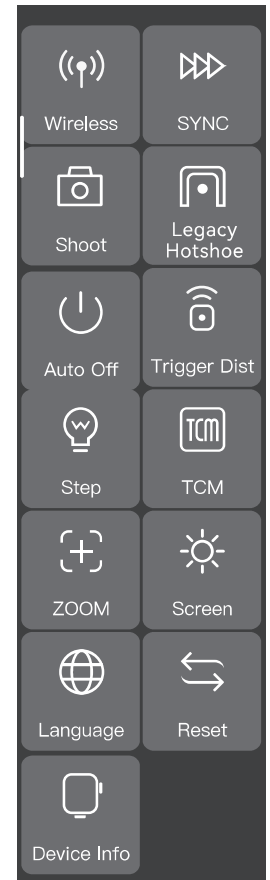 Wireless
SYNC
Shoot
Legacy
Hotshoe
Auto Off
Trigger Dist
Step
TCM
TCM
ZOOM
Screen
Language
Reset
Device Info